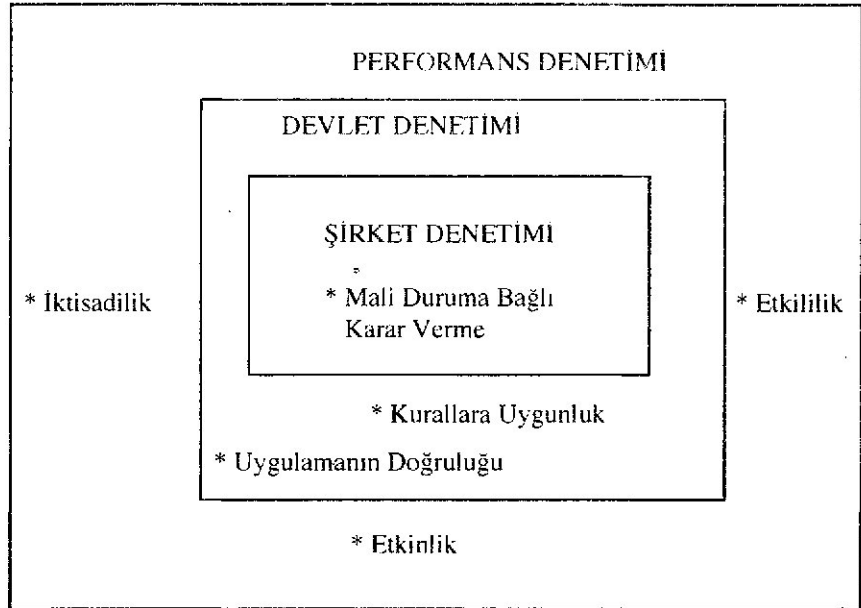 PERFORMANS DENETİMİ
DEVLET DENETİMİ
ŞİRKET DENETİMİ
* Mali Duruma Bağlı
Karar Verme
* İktisadilik
* Etkililik
* Kurallara Uygunluk
* Uygulamanın Doğruluğu
* Etkinlik